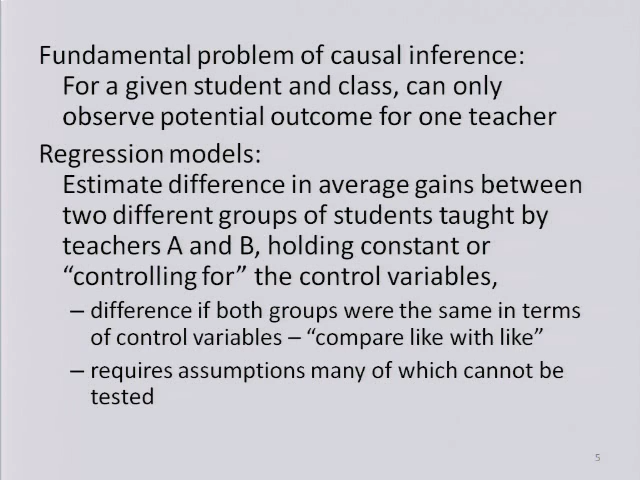 Fundamental problem of causal inference:
For a given student and class, can only
observe potential outcome for one teacher
Regression models:
Estimate difference in average gains between
two different groups of students taught by
teachers A and B, holding constant or
“controlling for” the control variables,
– difference if both groups were the same in terms
of control variables – “compare like with like”
– requires assumptions many of which cannot be
tested
5